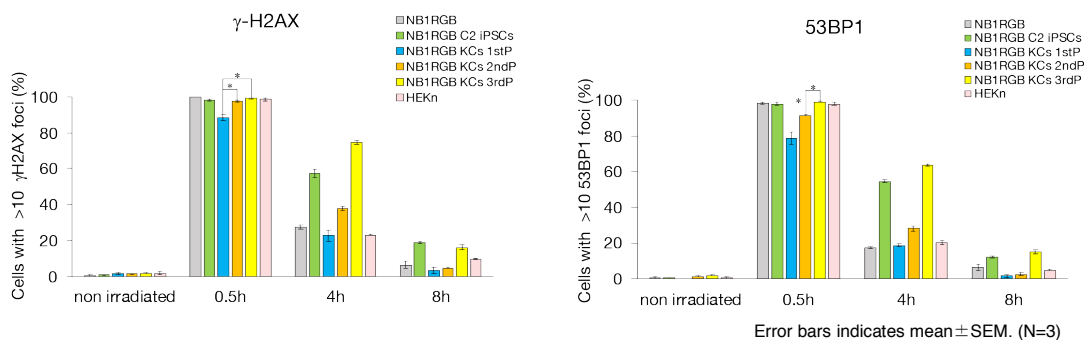 γ-H2AX
NB1RGB
NB1RGB C2 iPSCs
NB1RGB KCs 1stP
NB1RGB KCs 2ndP
NB1RGB KCs 3rdP
HEKn
Cells with >10 γH2AX foci (%)
100
80
60
40
20
0
* *
non irradiated 0.5h 4h 8h
53BP1
NB1RGB
NB1RGB C2 iPSCs
NB1RGB KCs 1stP
NB1RGB KCs 2ndP
NB1RGB KCs 3rdP
HEKn
Cells with >10 53BP1 foci (%)
100
80
60
40
20
0
* *
non irradiated 0.5h 4h 8h
Error bars indicates mean±SEM. (N=3)